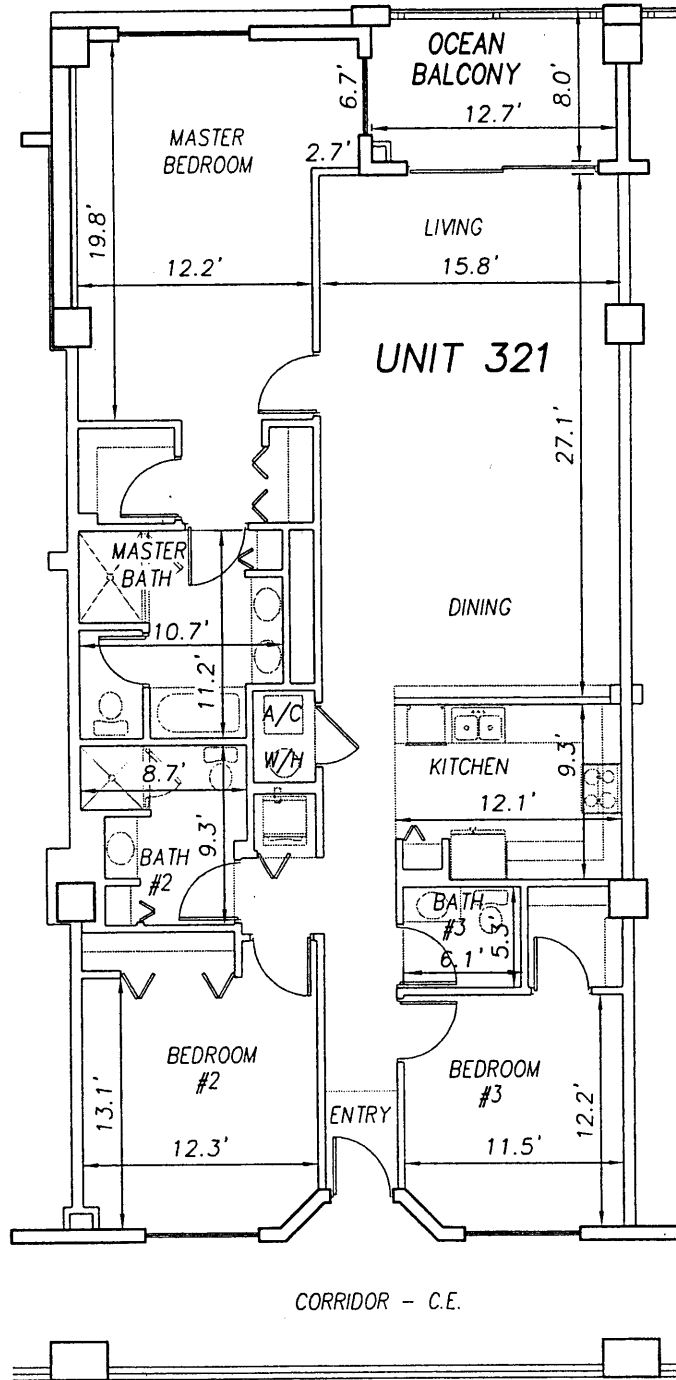 OCEAN
BALCONY
8.0'
6.7'
12.7'
MASTER
BEDROOM
2.7'
19.8'
LIVING
12.2'
15.8'
UNIT 321
27.1'
MASTER
BATH
DINING
10.7'
11.2'
A/C
W/H
KITCHEN
9.3'
8.7'
12.1'
9.3'
BATH
#2
BATH
#3
5.3'
6.1'
BEDROOM
#2
BEDROOM
#3
13.1'
12.2'
ENTRY
12.3'
11.5'
CORRIDOR - C.E.